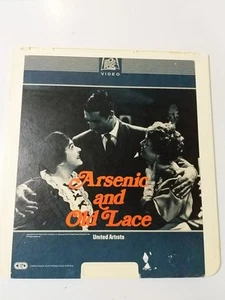 VIDEO
Arsenic
and
Old Lace
United Artists